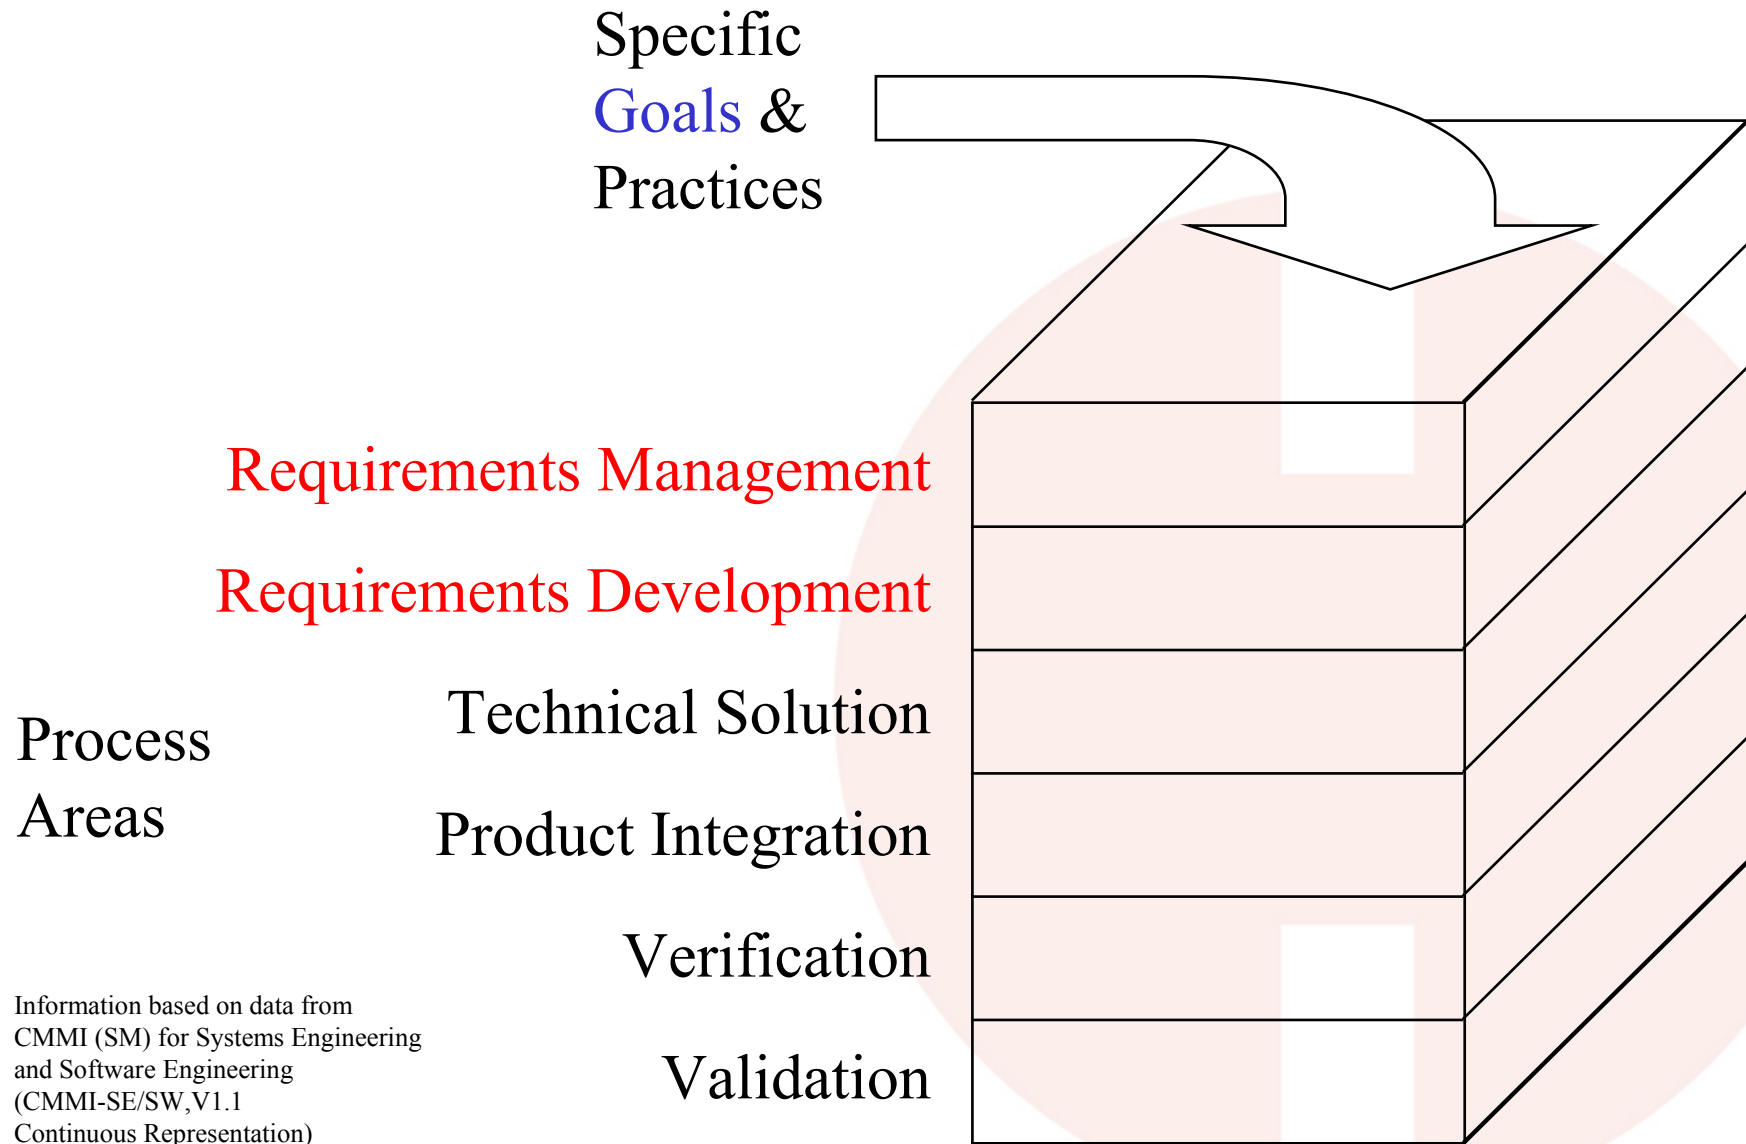 Specific
Goals &
Practices
Requirements Management
Requirements Development
Technical Solution
Process
Areas
Product Integration
Verification
Validation
Information based on data from
CMMI (SM) for Systems Engineering
and Software Engineering
(CMMI-SE/SW,V1.1
Continuous Representation)